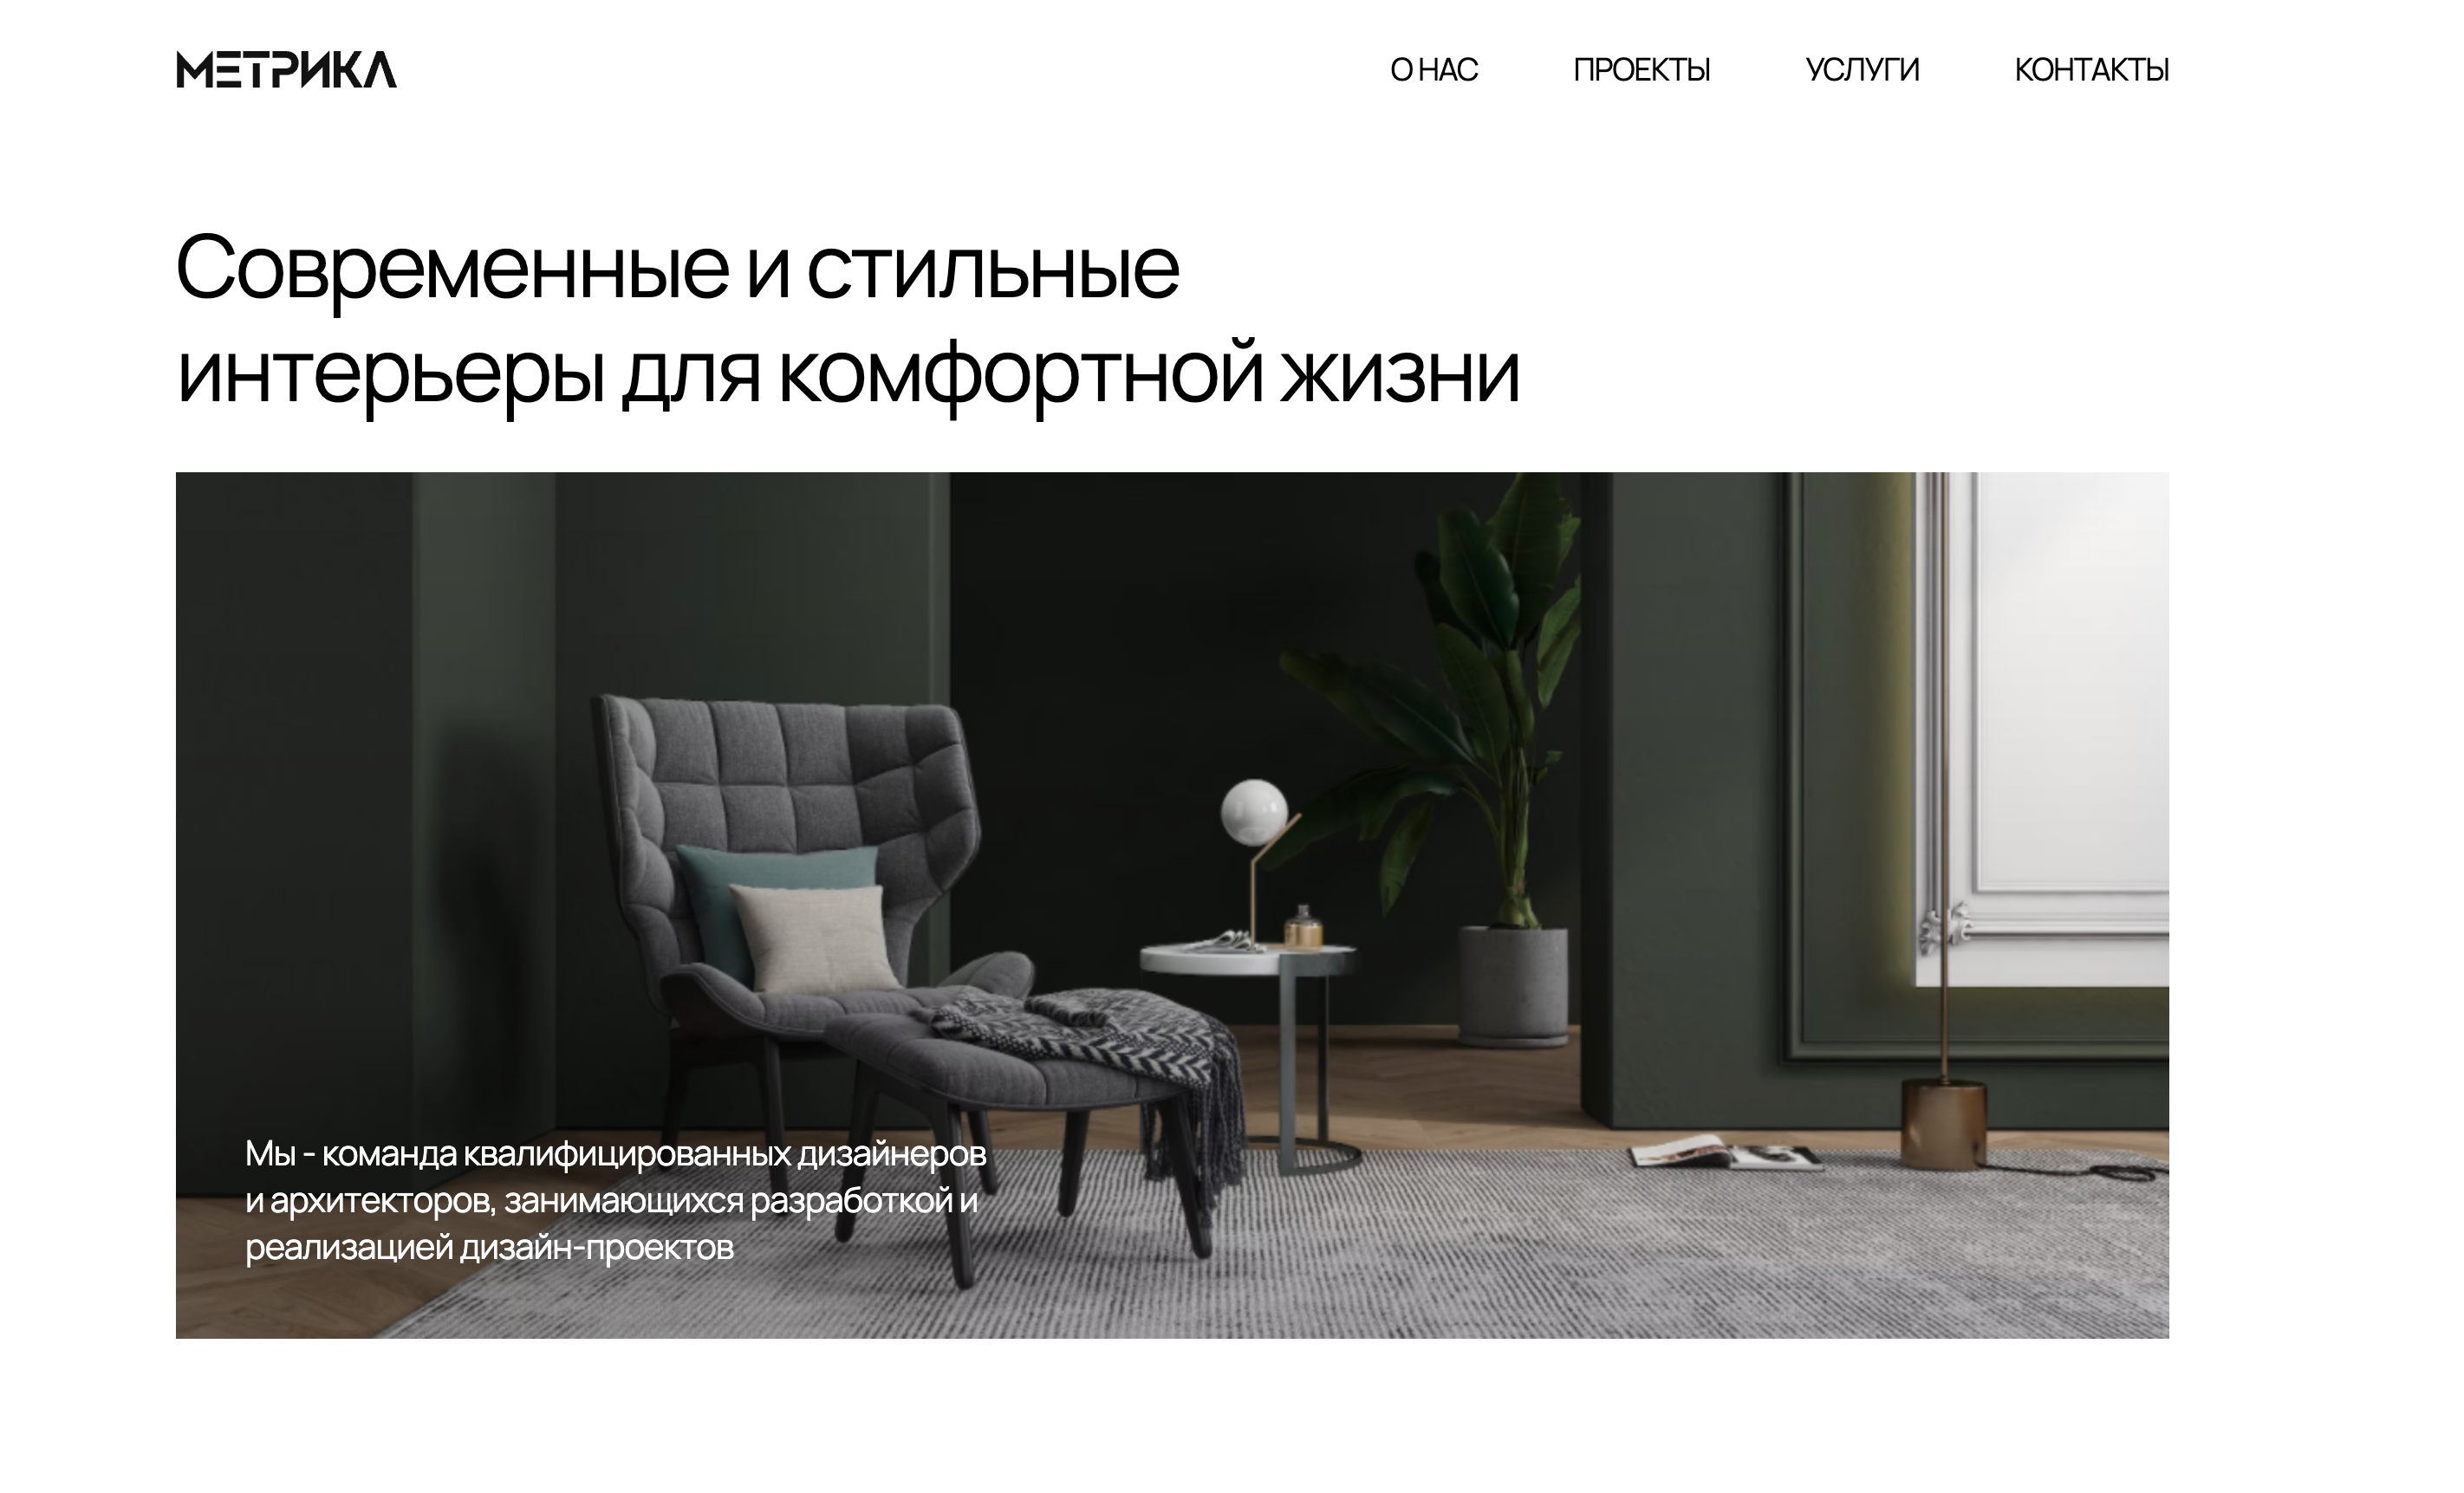 МЕТРИКА
О НАС ПРОЕКТЫ УСЛУГИ КОНТАКТЫ
Современные и стильные
интерьеры для комфортной жизни
Мы - команда квалифицированных дизайнеров
и архитекторов, занимающихся разработкой и
реализацией дизайн-проектов